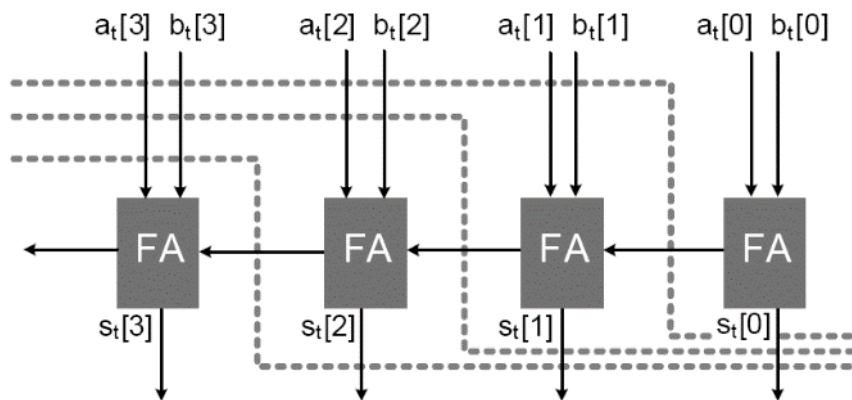 aₜ[3] bₜ[3] aₜ[2] bₜ[2] aₜ[1] bₜ[1] aₜ[0] bₜ[0]
FA FA FA FA
sₜ[3] sₜ[2] sₜ[1] sₜ[0]